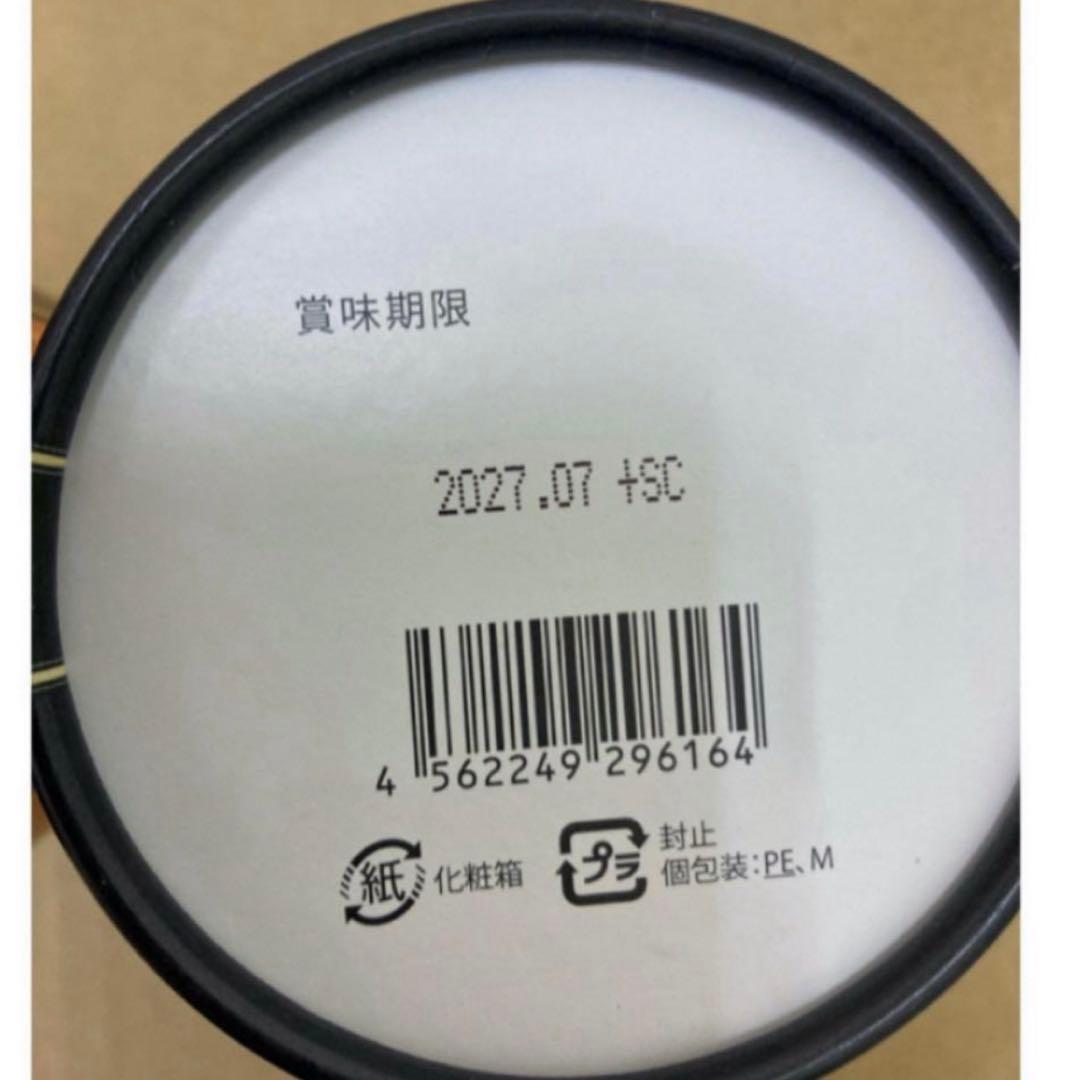 賞味期限
2027.07 +SC
4 562249 296164
紙 化粧箱
プラ 封止
個包装:PE、M